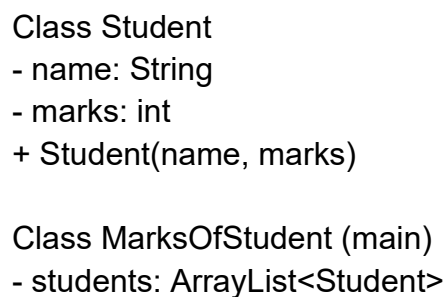 Class Student
- name: String
- marks: int
+ Student(name, marks)
Class MarksOfStudent (main)
- students: ArrayList<Student>